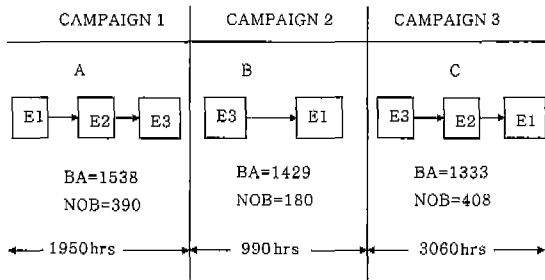 CAMPAIGN 1 CAMPAIGN 2 CAMPAIGN 3
A B C
E1 E2 E3 E3 E1 E3 E2 E1
BA=1538 BA=1429 BA=1333
NOB=390 NOB=180 NOB=408
1950hrs 990hrs 3060hrs